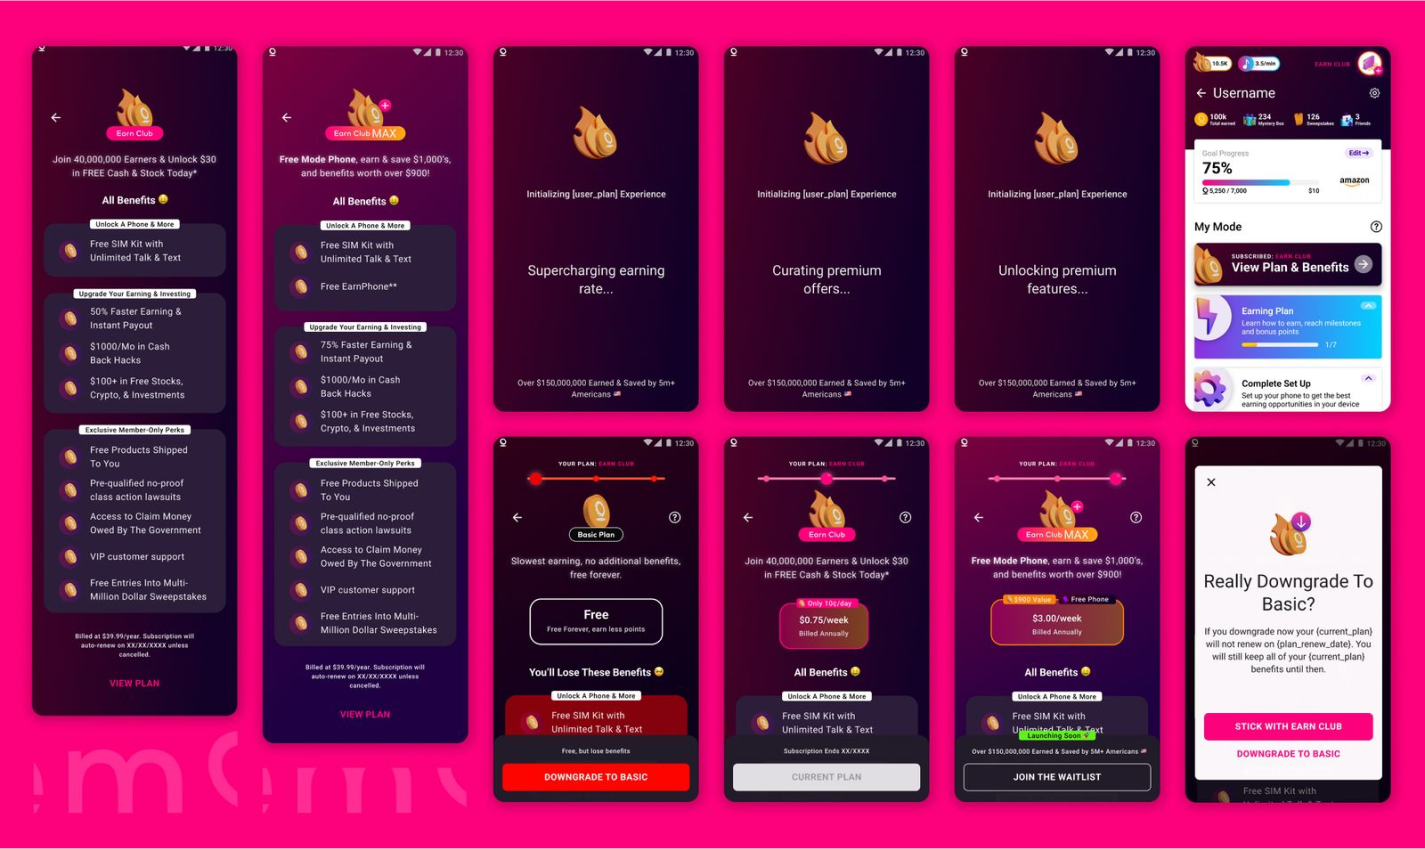 12:30
Earn Club
Join 40,000,000 Earners & Unlock $30
in FREE Cash & Stock Today*
All Benefits
Unlock A Phone & More
Free SIM Kit with
Unlimited Talk & Text
Upgrade Your Earning & Investing
50% Faster Earning &
Instant Payout
$1000/Mo in Cash
Back Hacks
$100+ in Free Stocks,
Crypto, & Investments
Exclusive Member-Only Perks
Free Products Shipped
To You
Pre-qualified no-proof
class action lawsuits
Access to Claim Money
Owed By The Government
VIP customer support
Free Entries Into Multi-
Million Dollar Sweepstakes
Billed at $39.99/year. Subscription will
auto-renew on XX/XX/XXXX unless
cancelled.
VIEW PLAN
12:30
Earn Club MAX
Free Mode Phone, earn & save $1,000's,
and benefits worth over $900!
All Benefits
Unlock A Phone & More
Free SIM Kit with
Unlimited Talk & Text
Free EarnPhone**
Upgrade Your Earning & Investing
75% Faster Earning &
Instant Payout
$1000/Mo in Cash
Back Hacks
$100+ in Free Stocks,
Crypto, & Investments
Exclusive Member-Only Perks
Free Products Shipped
To You
Pre-qualified no-proof
class action lawsuits
Access to Claim Money
Owed By The Government
VIP customer support
Free Entries Into Multi-
Million Dollar Sweepstakes
Billed at $39.99/year. Subscription will
auto-renew on XX/XX/XXXX unless
cancelled.
VIEW PLAN
12:30
Initializing [user_plan] Experience
Supercharging earning
rate...
Over $150,000,000 Earned & Saved by 5m+
Americans
12:30
Initializing [user_plan] Experience
Curating premium
offers...
Over $150,000,000 Earned & Saved by 5m+
Americans
12:30
Initializing [user_plan] Experience
Unlocking premium
features...
Over $150,000,000 Earned & Saved by 5m+
Americans
10.5K
3.5/min
EARN CLUB
Username
100k
Total earned
234
Mystery Box
126
Sweepstakes
3
Friends
Goal Progress
Edit
75%
amazon
5,250 / 7,000
$10
My Mode
SUBSCRIBED: EARN CLUB
View Plan & Benefits
Earning Plan
Learn how to earn, reach milestones
and bonus points
1/7
Complete Set Up
Set up your phone to get the best
earning opportunities in your device
12:30
YOUR PLAN: EARN CLUB
Basic Plan
Slowest earning, no additional benefits,
free forever.
Free
Free Forever, earn less points
You'll Lose These Benefits
Unlock A Phone & More
Free SIM Kit with
Unlimited Talk & Text
Free, but lose benefits
DOWNGRADE TO BASIC
12:30
YOUR PLAN: EARN CLUB
Earn Club
Join 40,000,000 Earners & Unlock $30
in FREE Cash & Stock Today*
Only 10¢/day
$0.75/week
Billed Annually
All Benefits
Unlock A Phone & More
Free SIM Kit with
Unlimited Talk & Text
Subscription Ends XX/XXXX
CURRENT PLAN
12:30
YOUR PLAN: EARN CLUB
Earn Club MAX
Free Mode Phone, earn & save $1,000's,
and benefits worth over $900!
$900 Value
Free Phone
$3.00/week
Billed Annually
All Benefits
Unlock A Phone & More
Free SIM Kit with
Unlimited Talk & Text
Launching Soon
Over $150,000,000 Earned & Saved by 5M+ Americans
JOIN THE WAITLIST
12:30
Really Downgrade To
Basic?
If you downgrade now your {current_plan}
will not renew on {plan_renew_date}. You
will still keep all of your {current_plan}
benefits until then.
STICK WITH EARN CLUB
DOWNGRADE TO BASIC
Free SIM Kit with